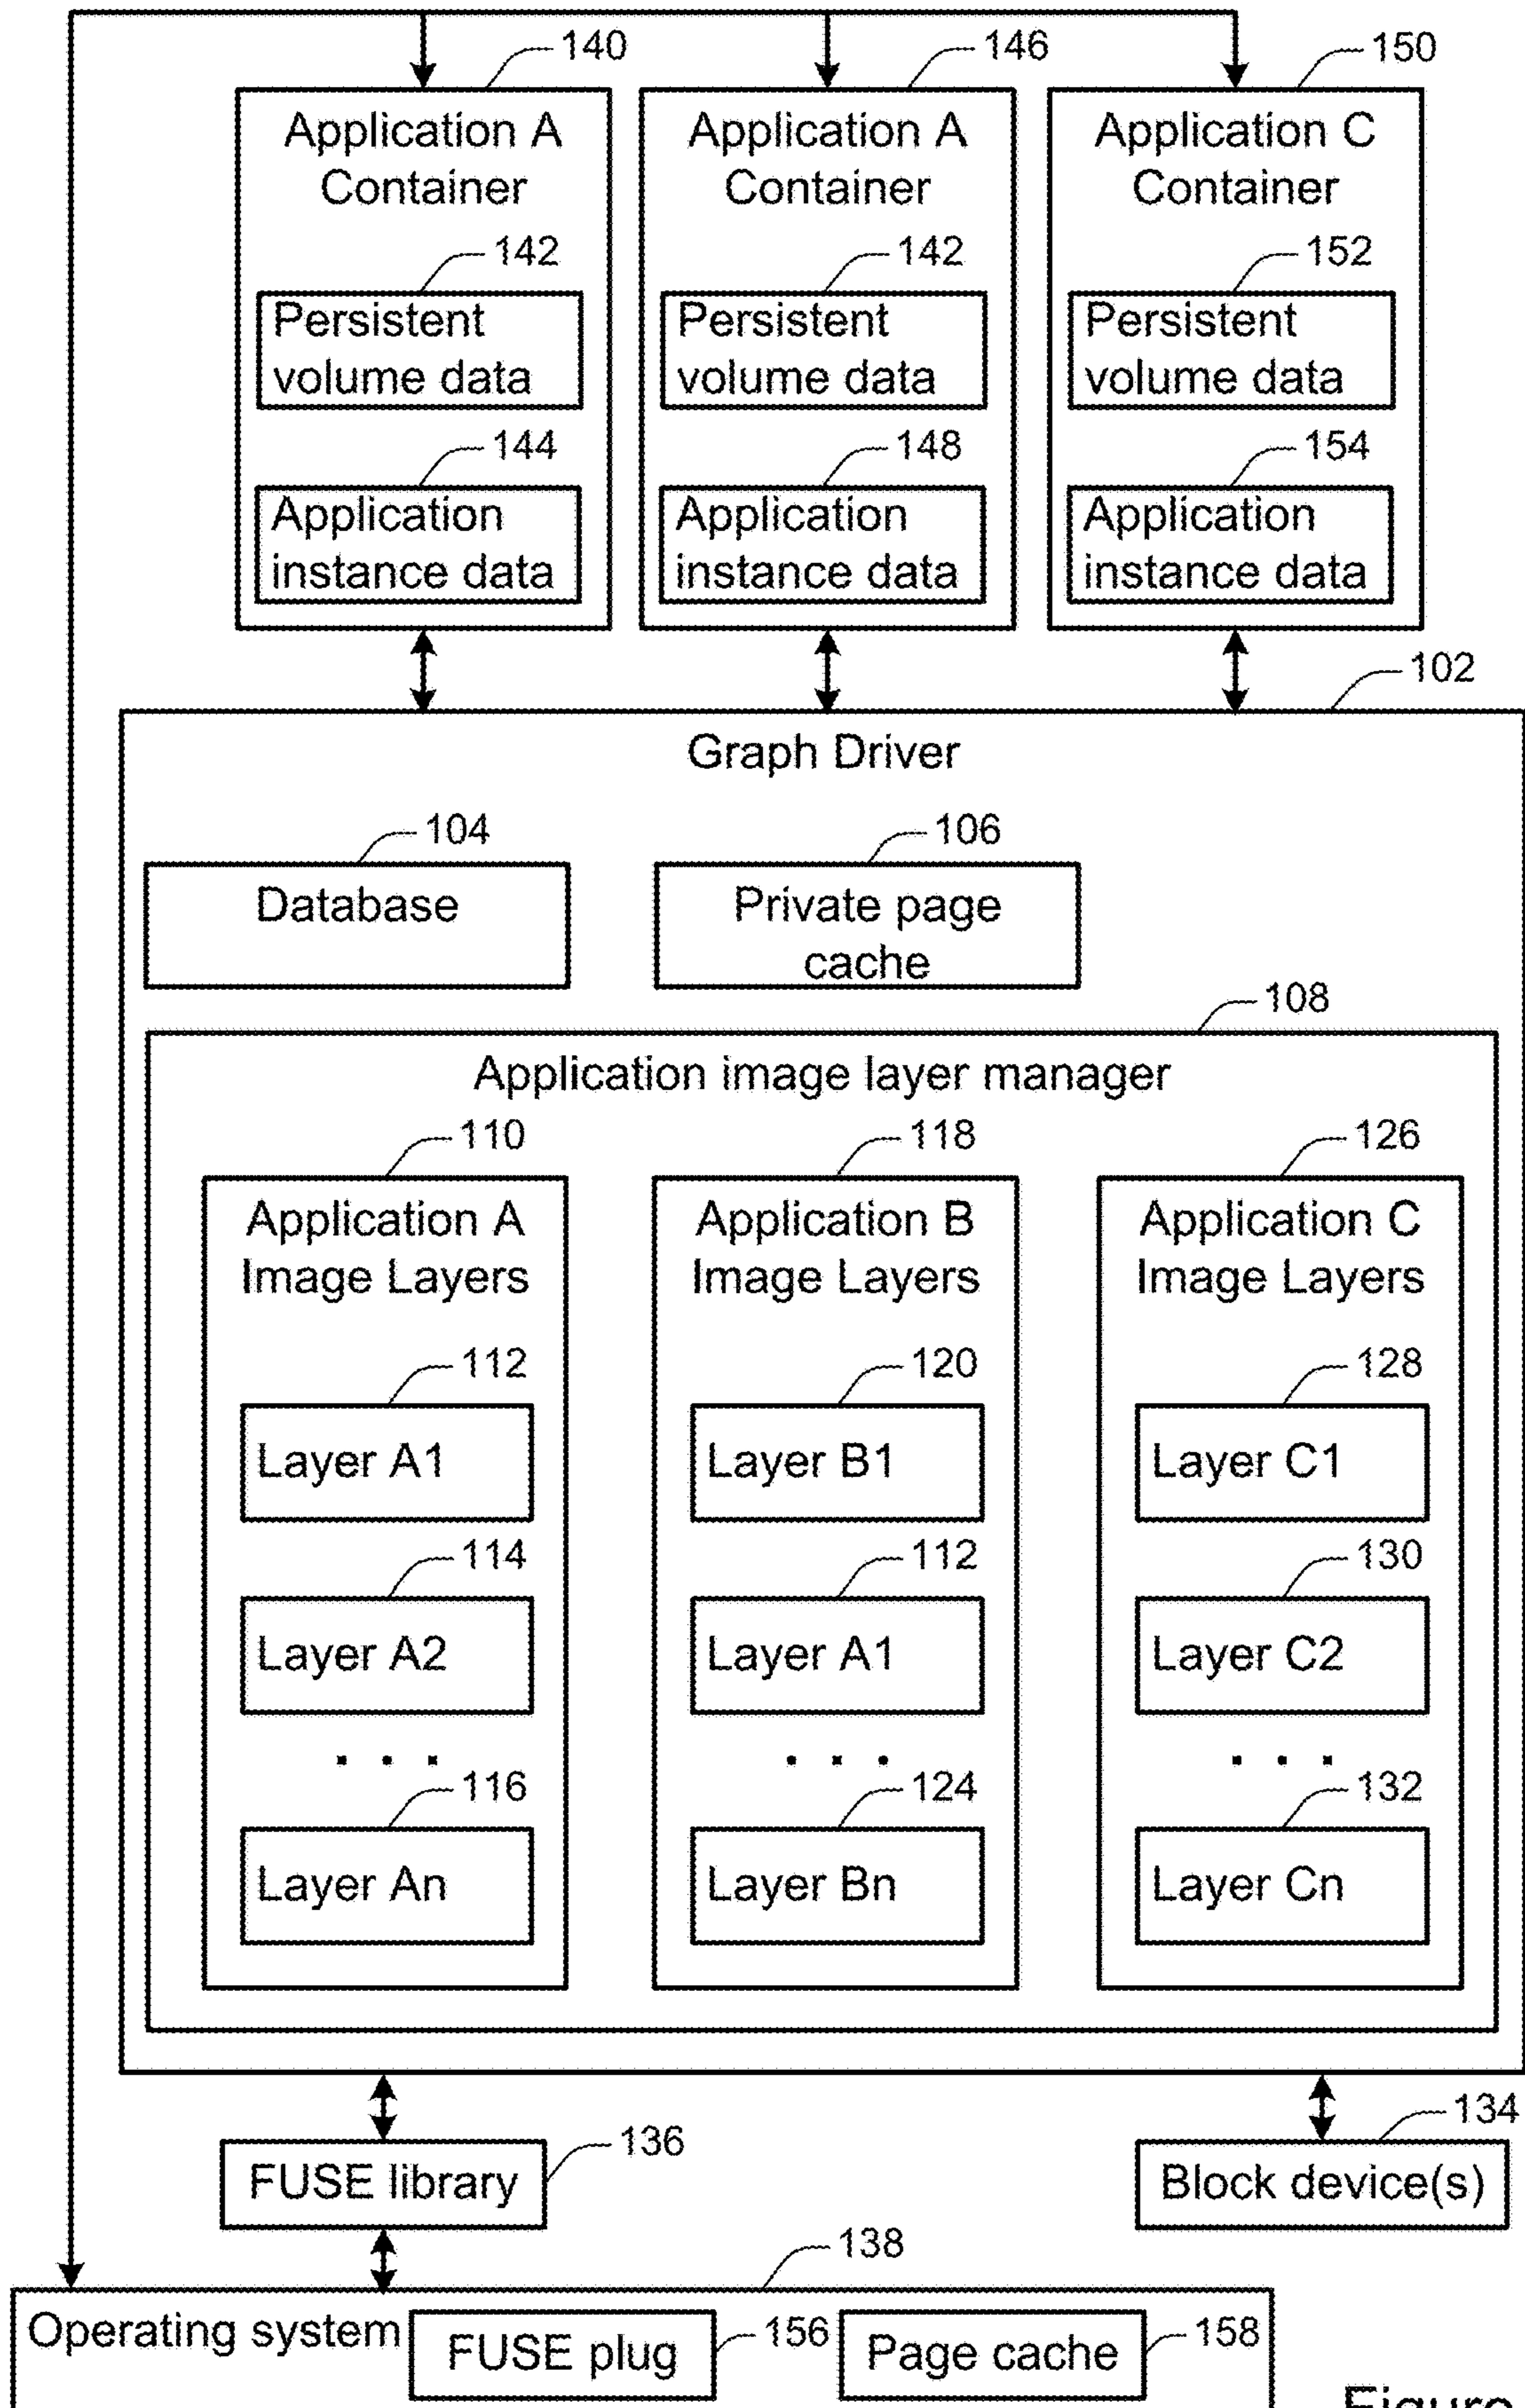 140
146
150
Application A
Container
Application A
Container
Application C
Container
142
142
152
Persistent
volume data
Persistent
volume data
Persistent
volume data
144
148
154
Application
instance data
Application
instance data
Application
instance data
102
Graph Driver
104
106
Database
Private page
cache
108
Application image layer manager
110
118
126
Application A
Image Layers
Application B
Image Layers
Application C
Image Layers
112
120
128
Layer A1
Layer B1
Layer C1
114
112
130
Layer A2
Layer A1
Layer C2
. . .
. . .
. . .
116
124
132
Layer An
Layer Bn
Layer Cn
136
134
FUSE library
Block device(s)
138
Operating system
FUSE plug
156
Page cache
158
Figure